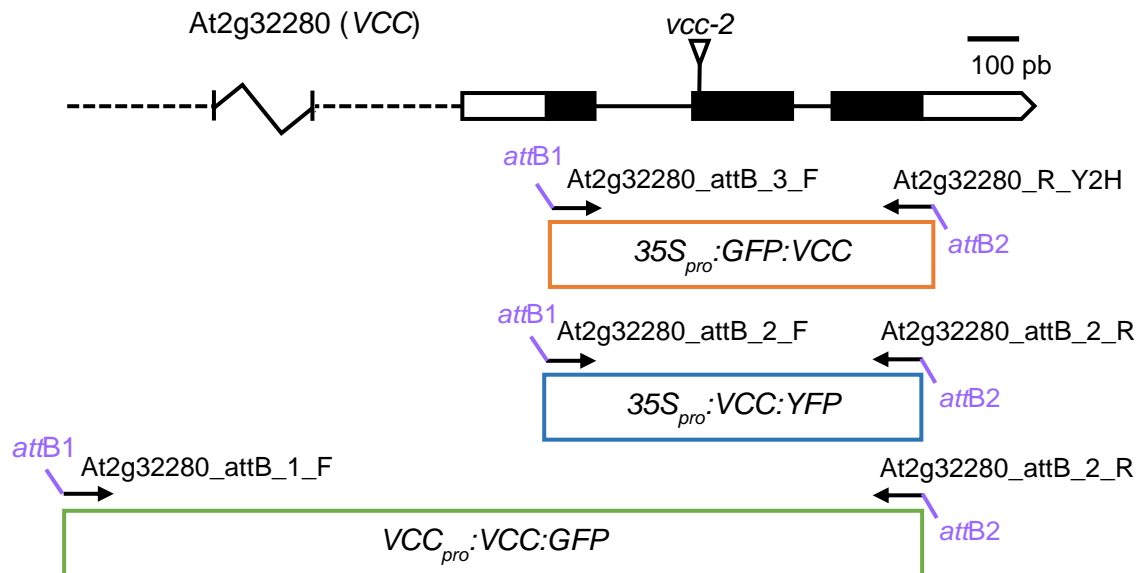 At2g32280 (VCC)
vcc-2
100 pb
attB1
At2g32280_attB_3_F
At2g32280_R_Y2H
attB2
35Spro:GFP:VCC
attB1
At2g32280_attB_2_F
At2g32280_attB_2_R
attB2
35Spro:VCC:YFP
attB1
At2g32280_attB_1_F
At2g32280_attB_2_R
attB2
VCCpro:VCC:GFP